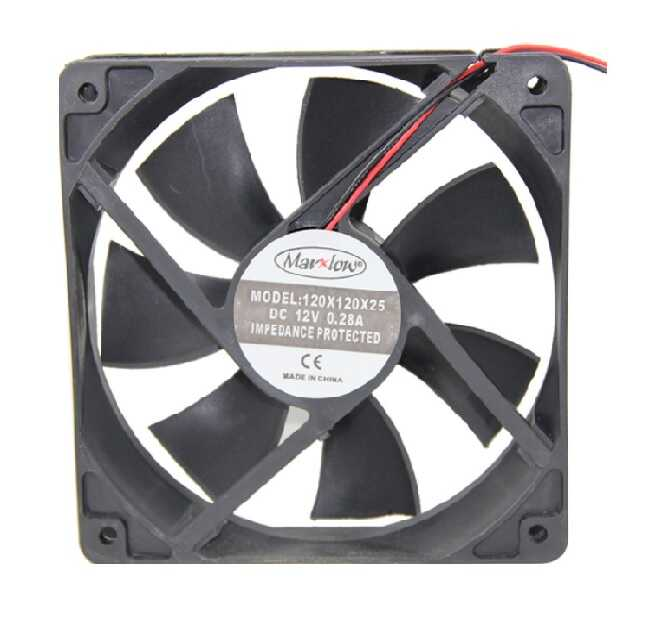 Marxlow®
MODEL:120X120X25
DC 12V 0.28A
IMPEDANCE PROTECTED
CE
MADE IN CHINA